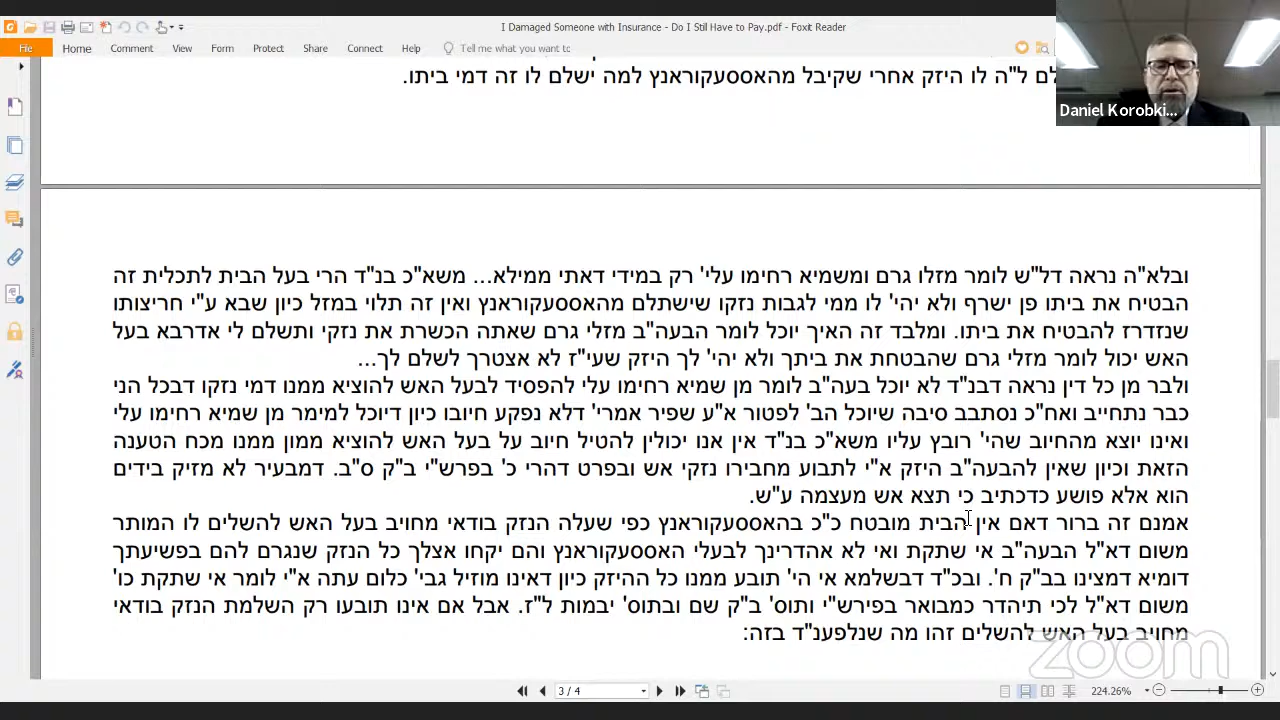 I Damaged Someone with Insurance - Do I Still Have to Pay.pdf - Foxit Reader
File Home Comment View Form Protect Share Connect Help Tell me what you want to
Daniel Korobki...
לם ל"ה לו היזק אחרי שקיבל מהאססעקוראנץ למה ישלם לו זה דמי ביתו.
ובלא"ה נראה דל"ש לומר מזלו גרם ומשמיא רחימו עלי' רק במידי דאתי ממילא... משא"כ בנ"ד הרי בעל הבית לתכלית זה
הבטיח את ביתו פן ישרף ולא יהי' לו ממי לגבות נזקו שישתלם מהאססעקוראנץ ואין זה תלוי במזל כיון שבא ע"י חריצותו
שנזדרז להבטיח את ביתו. ומלבד זה האיך יוכל לומר הבעה"ב מזלי גרם שאתה הכשרת את נזקי ותשלם לי אדרבא בעל
האש יכול לומר מזלי גרם שהבטחת את ביתך ולא יהי' לך היזק שעי"ז לא אצטרך לשלם לך...
ולבר מן כל דין נראה דבנ"ד לא יוכל בעה"ב לומר מן שמיא רחימו עלי להפסיד לבעל האש להוציא ממנו דמי נזקו דבכל הני
כבר נתחייב ואח"כ נסתבב סיבה שיוכל הב' לפטור א"ע שפיר אמרי' דלא נפקע חיובו כיון דיוכל למימר מן שמיא רחימו עלי
ואינו יוצא מהחיוב שהי' רובץ עליו משא"כ בנ"ד אין אנו יכולין להטיל חיוב על בעל האש להוציא ממון ממנו מכח הטענה
הזאת וכיון שאין להבעה"ב היזק א"י לתבוע מחבירו נזקי אש ובפרט דהרי כ' בפרש"י ב"ק ס"ב. דמבעיר לא מזיק בידים
הוא אלא פושע כדכתיב כי תצא אש מעצמה ע"ש.
אמנם זה ברור דאם אין הבית מובטח כ"כ בהאססעקוראנץ כפי שעלה הנזק בודאי מחויב בעל האש להשלים לו המותר
משום דא"ל הבעה"ב אי שתקת ואי לא אהדרינך לבעלי האססעקוראנץ והם יקחו אצלך כל הנזק שנגרם להם בפשיעתך
דומיא דמצינו בב"ק ח'. ובכ"ד דבשלמא אי הי' תובע ממנו כל ההיזק כיון דאינו מוזיל גבי' כלום עתה א"י לומר אי שתקת כו'
משום דא"ל לכי תיהדר כמבואר בפירש"י ותוס' ב"ק שם ובתוס' יבמות ל"ז. אבל אם אינו תובעו רק השלמת הנזק בודאי
מחויב בעל האש להשלים זהו מה שנלפענ"ד בזה:
zoom
3 / 4 224.26%